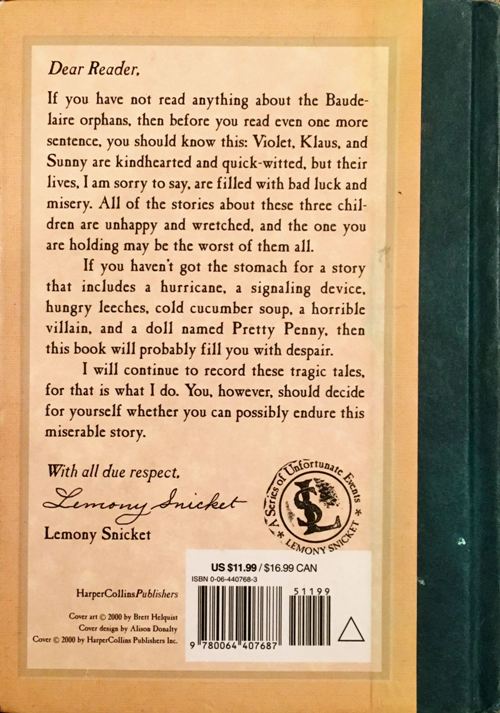 Dear Reader,
If you have not read anything about the Baude-
laire orphans, then before you read even one more
sentence, you should know this: Violet, Klaus, and
Sunny are kindhearted and quick-witted, but their
lives, I am sorry to say, are filled with bad luck and
misery. All of the stories about these three chil-
dren are unhappy and wretched, and the one you
are holding may be the worst of them all.
If you haven't got the stomach for a story
that includes a hurricane, a signaling device,
hungry leeches, cold cucumber soup, a horrible
villain, and a doll named Pretty Penny, then
this book will probably fill you with despair.
I will continue to record these tragic tales,
for that is what I do. You, however, should decide
for yourself whether you can possibly endure this
miserable story.
With all due respect,
Lemony Snicket
Lemony Snicket
A Series of Unfortunate Events
LS
* LEMONY SNICKET *
US $11.99 / $16.99 CAN
ISBN 0-06-440768-3
51199
9 780064 407687
HarperCollinsPublishers
Cover art © 2000 by Brett Helquist
Cover design by Alison Donalty
Cover © 2000 by HarperCollins Publishers Inc.